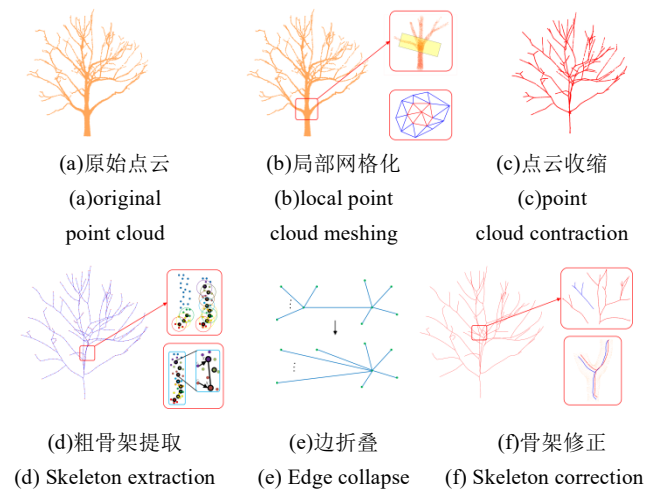 (a)原始点云
(a)original
point cloud
(b)局部网格化
(b)local point
cloud meshing
(c)点云收缩
(c)point
cloud contraction
(d)粗骨架提取
(d) Skeleton extraction
(e)边折叠
(e) Edge collapse
(f)骨架修正
(f) Skeleton correction